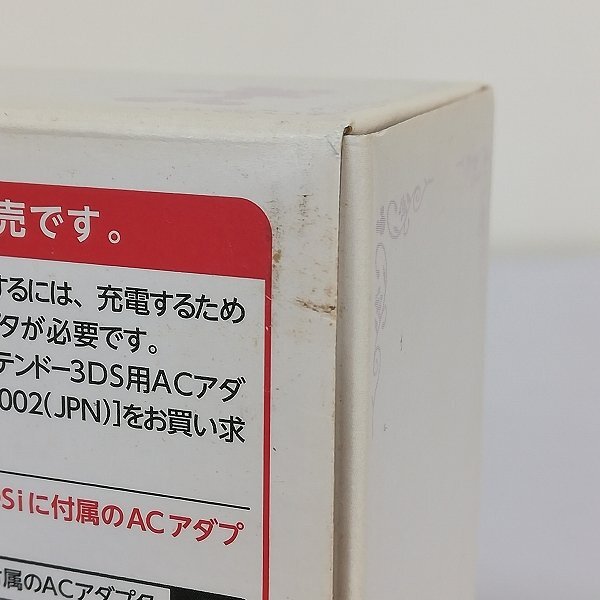 売です。
するには、充電するため
プタが必要です。
テンドー3DS用ACアダ
002(JPN)]をお買い求
Siに付属のACアダプ
属のACアダプタ